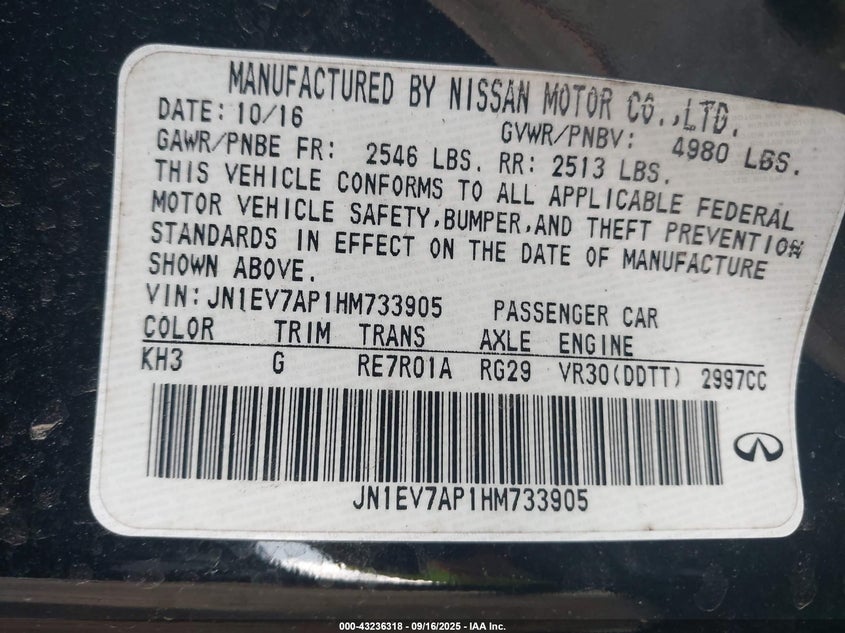 MANUFACTURED BY NISSAN MOTOR CO.,LTD.
DATE: 10/16 GVWR/PNBV: 4980 LBS.
GAWR/PNBE FR: 2546 LBS. RR: 2513 LBS.
THIS VEHICLE CONFORMS TO ALL APPLICABLE FEDERAL
MOTOR VEHICLE SAFETY,BUMPER,AND THEFT PREVENTION
STANDARDS IN EFFECT ON THE DATE OF MANUFACTURE
SHOWN ABOVE.
VIN: JN1EV7AP1HM733905 PASSENGER CAR
COLOR TRIM TRANS AXLE ENGINE
KH3 G RE7R01A RG29 VR30(DDTT) 2997CC
JN1EV7AP1HM733905
000-43236318 - 09/16/2025 - IAA Inc.